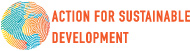 ACTION FOR SUSTAINABLE
DEVELOPMENT